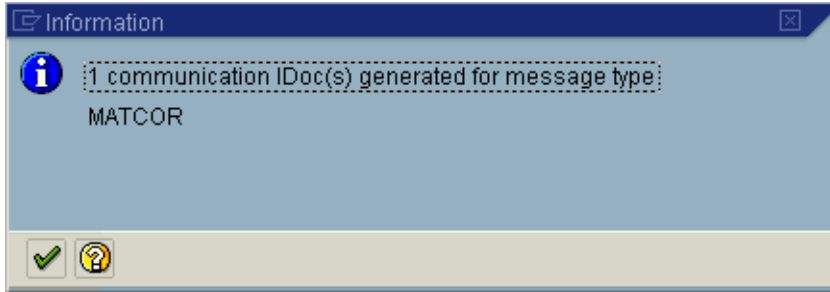 Information
1 communication IDoc(s) generated for message type
MATCOR